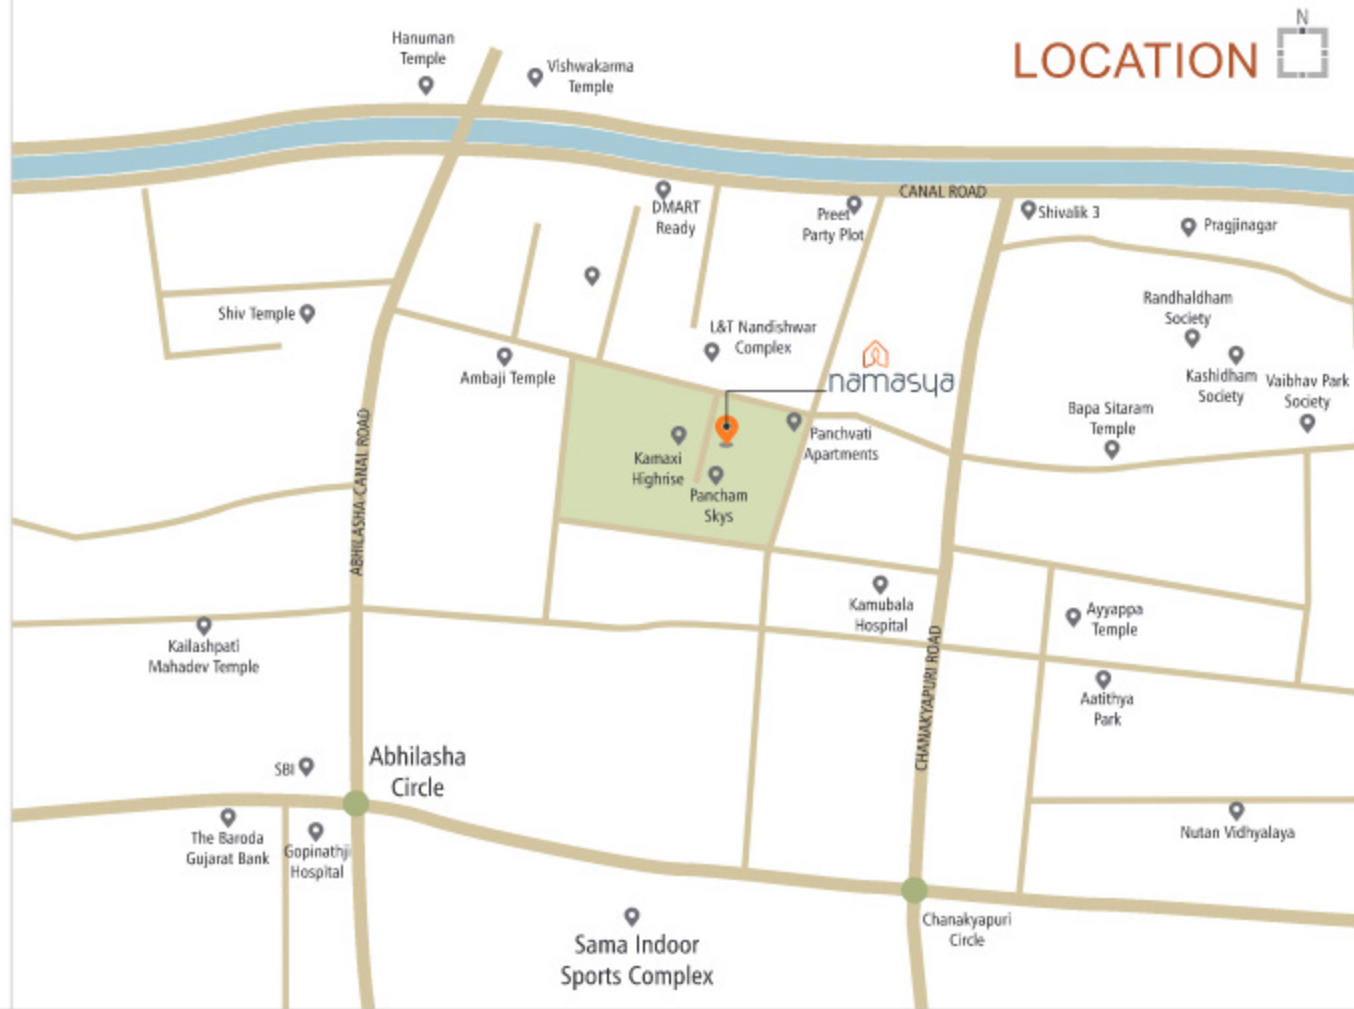 N
LOCATION
Hanuman
Temple
Vishwakarma
Temple
CANAL ROAD
DMART
Ready
Preet
Party Plot
Shivalik 3
Pragjinagar
Shiv Temple
L&T Nandishwar
Complex
Randhaldham
Society
Ambaji Temple
namasya
Kashidham
Society
Vaibhav Park
Society
Bapa Sitaram
Temple
Panchvati
Apartments
Kamaxi
Highrise
Pancham
Skys
ABHILASHA-CANAL ROAD
Kamubala
Hospital
Ayyappa
Temple
Kailashpati
Mahadev Temple
CHANAKYAPURI ROAD
Aatithya
Park
SBI
Abhilasha
Circle
The Baroda
Gujarat Bank
Gopinathji
Hospital
Nutan Vidhyalaya
Chanakyapuri
Circle
Sama Indoor
Sports Complex